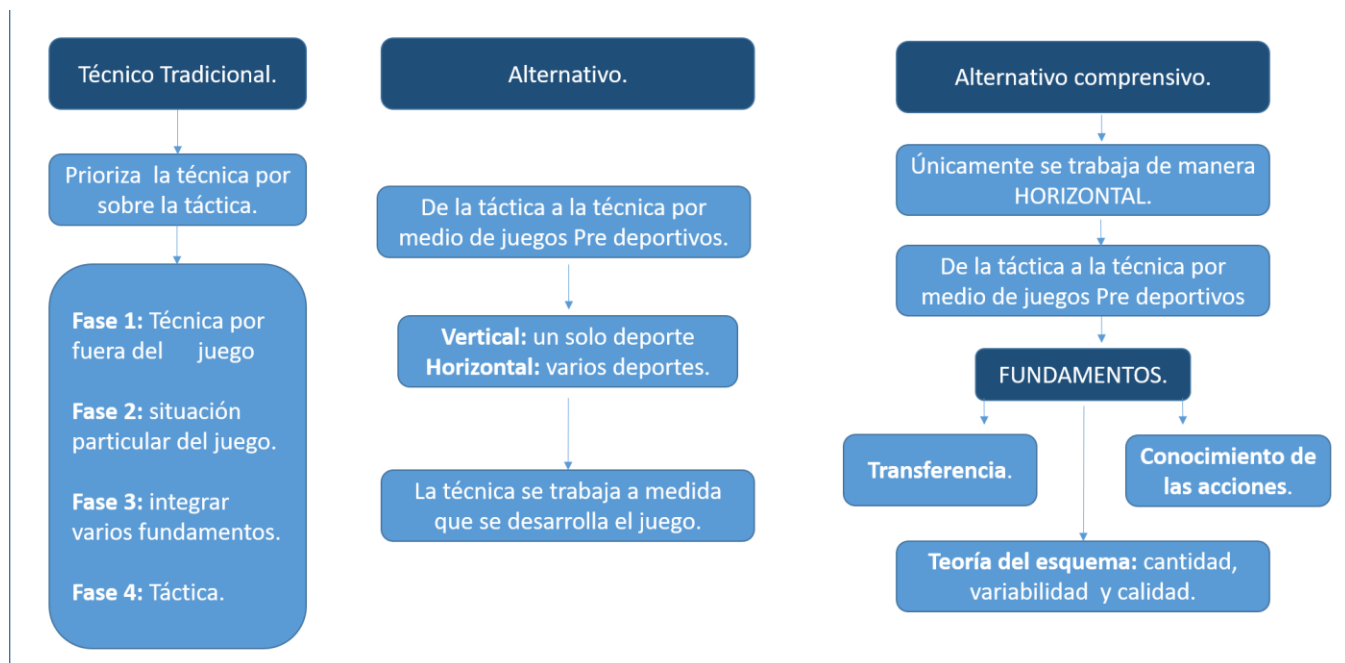 Técnico Tradicional.
Prioriza la técnica por
sobre la táctica.
Fase 1: Técnica por
fuera del juego
Fase 2: situación
particular del juego.
Fase 3: integrar
varios fundamentos.
Fase 4: Táctica.
Alternativo.
De la táctica a la técnica por
medio de juegos Pre deportivos.
Vertical: un solo deporte
Horizontal: varios deportes.
La técnica se trabaja a medida
que se desarrolla el juego.
Alternativo comprensivo.
Únicamente se trabaja de manera
HORIZONTAL.
De la táctica a la técnica por
medio de juegos Pre deportivos
FUNDAMENTOS.
Transferencia.
Conocimiento de
las acciones.
Teoría del esquema: cantidad,
variabilidad y calidad.